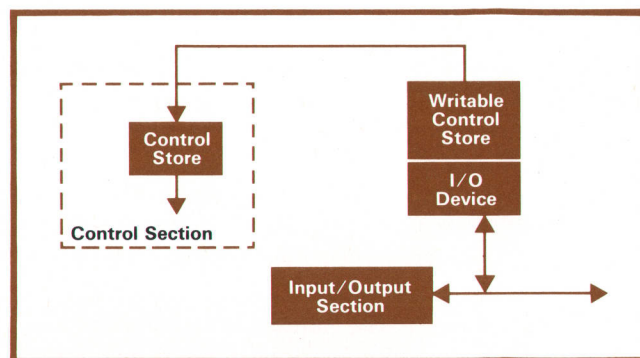 Writable
Control
Store
Control
Store
I/O
Device
Control Section
Input/Output
Section